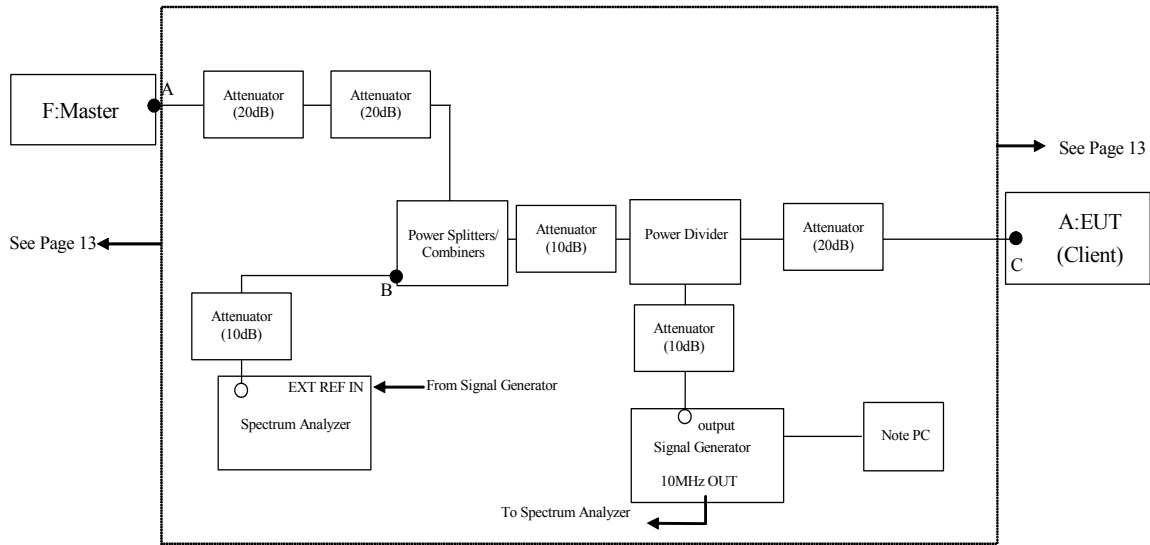 F:Master
A
Attenuator
(20dB)
Attenuator
(20dB)
See Page 13
See Page 13
Power Splitters/
Combiners
Attenuator
(10dB)
Power Divider
Attenuator
(20dB)
A:EUT
(Client)
C
B
Attenuator
(10dB)
Attenuator
(10dB)
EXT REF IN
From Signal Generator
Spectrum Analyzer
output
Signal Generator
10MHz OUT
Note PC
To Spectrum Analyzer